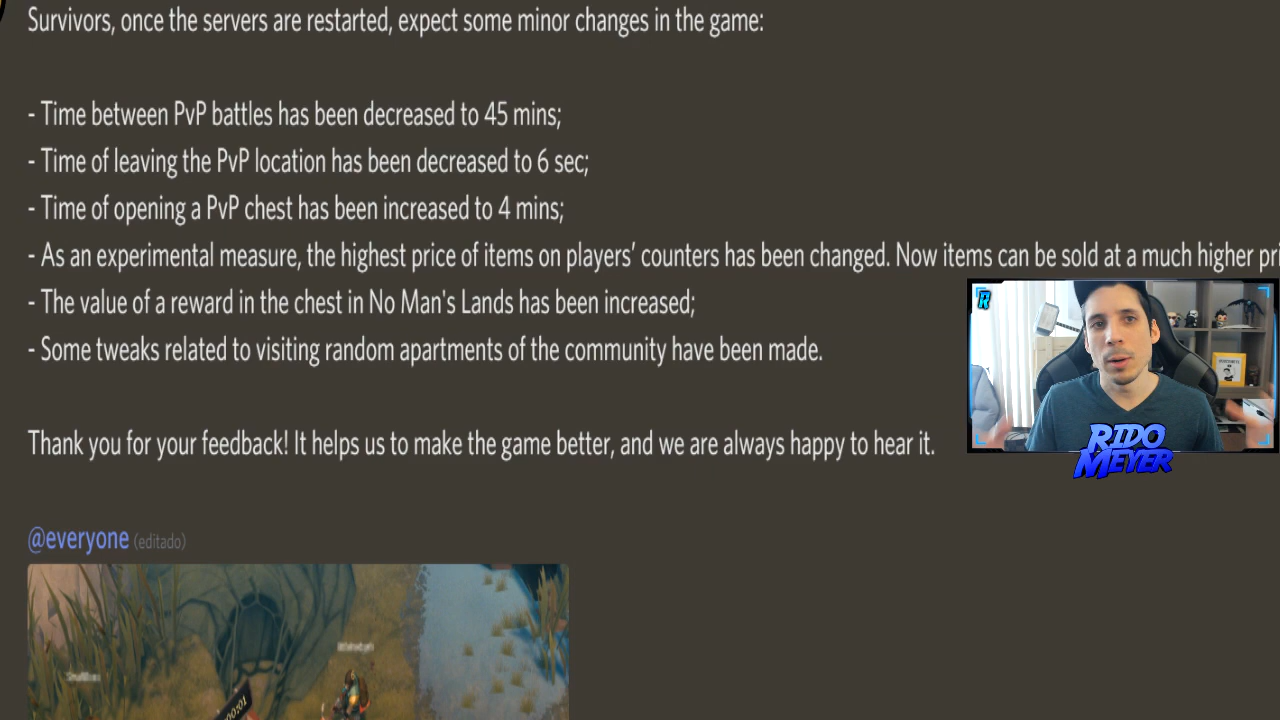 Survivors, once the servers are restarted, expect some minor changes in the game:
- Time between PvP battles has been decreased to 45 mins;
- Time of leaving the PvP location has been decreased to 6 sec;
- Time of opening a PvP chest has been increased to 4 mins;
- As an experimental measure, the highest price of items on players' counters has been changed. Now items can be sold at a much higher pri
- The value of a reward in the chest in No Man's Lands has been increased;
- Some tweaks related to visiting random apartments of the community have been made.
R
RIDO
MEYER
Thank you for your feedback! It helps us to make the game better, and we are always happy to hear it.
@everyone (editado)
00:01